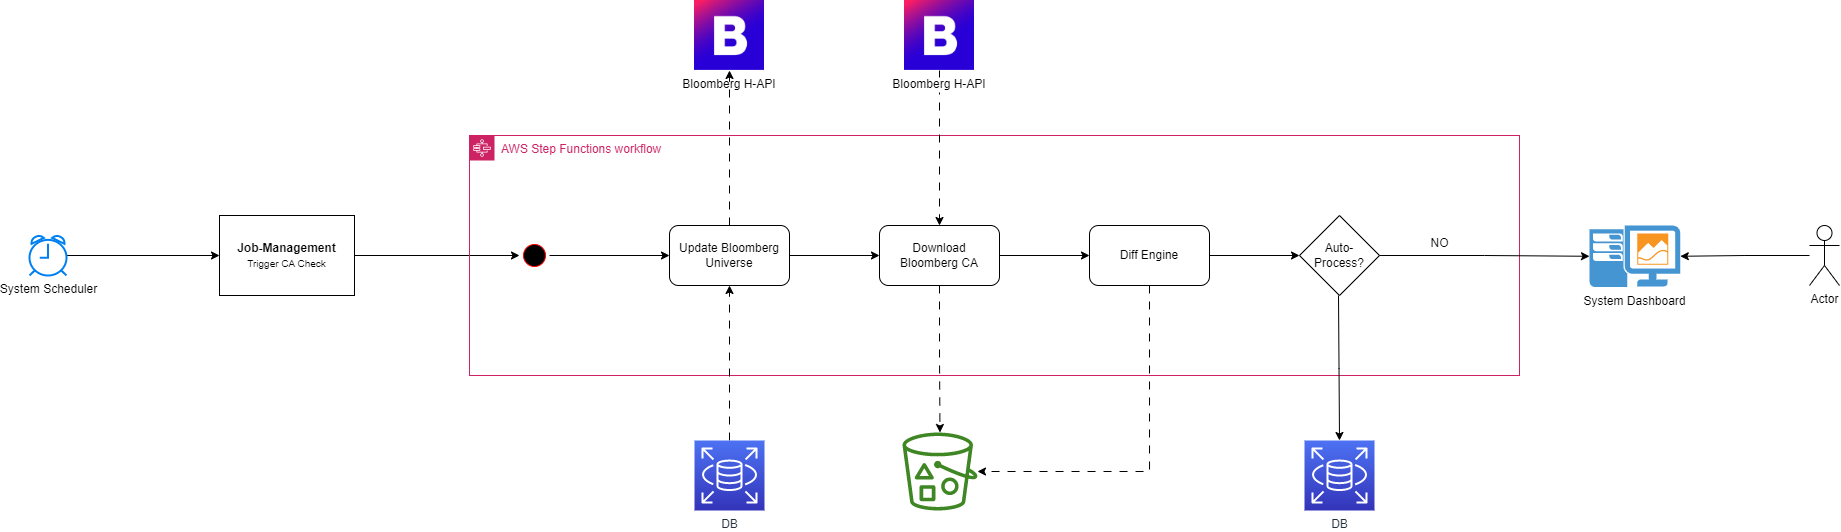 B
B
Bloomberg H-API
Bloomberg H-API
AWS Step Functions workflow
System Scheduler
Job-Management
Trigger CA Check
Update Bloomberg
Universe
Download
Bloomberg CA
Diff Engine
Auto-
Process?
NO
System Dashboard
Actor
DB
DB